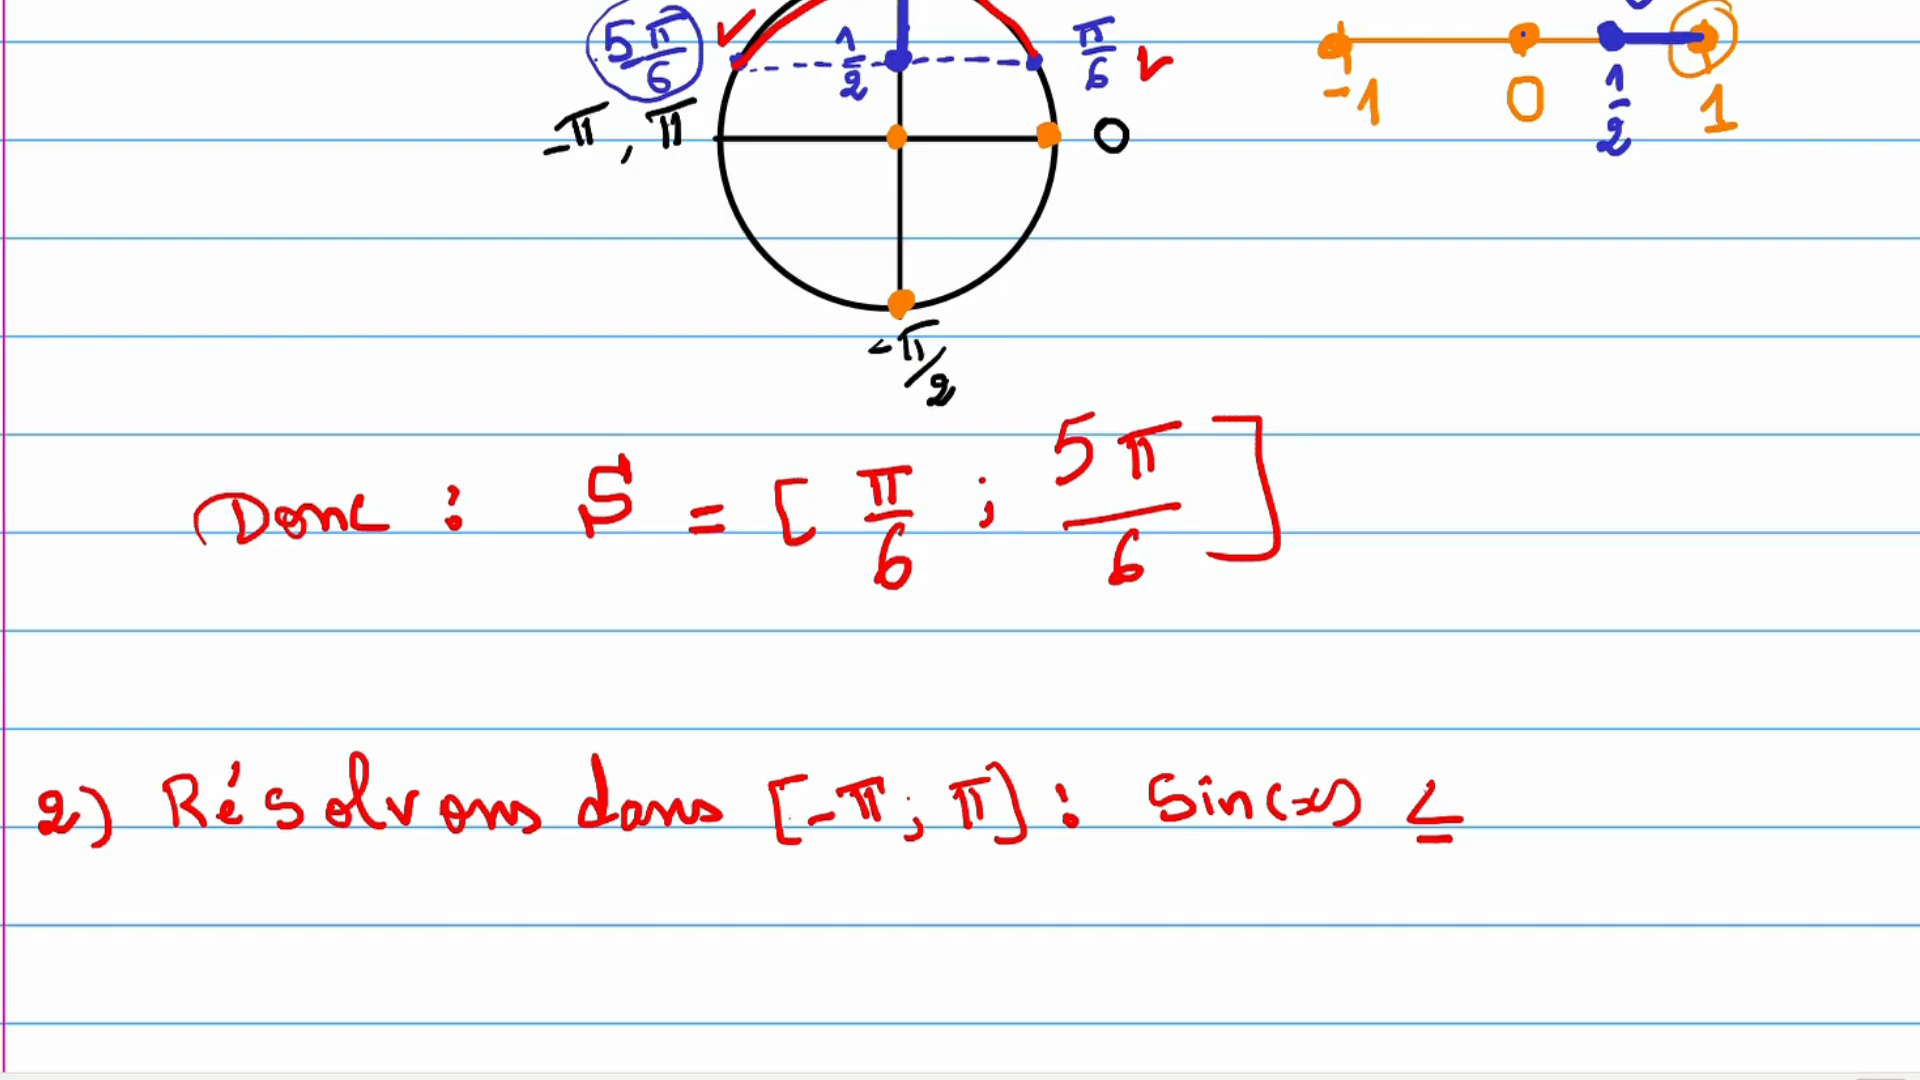 5π/6 1/2 π/6
-π , π 0
-1 0 1/2 1
-π/2
Donc : S = [ π/6 ; 5π/6 ]
2) Résolvons dans [-π ; π] : Sin(x) ≤